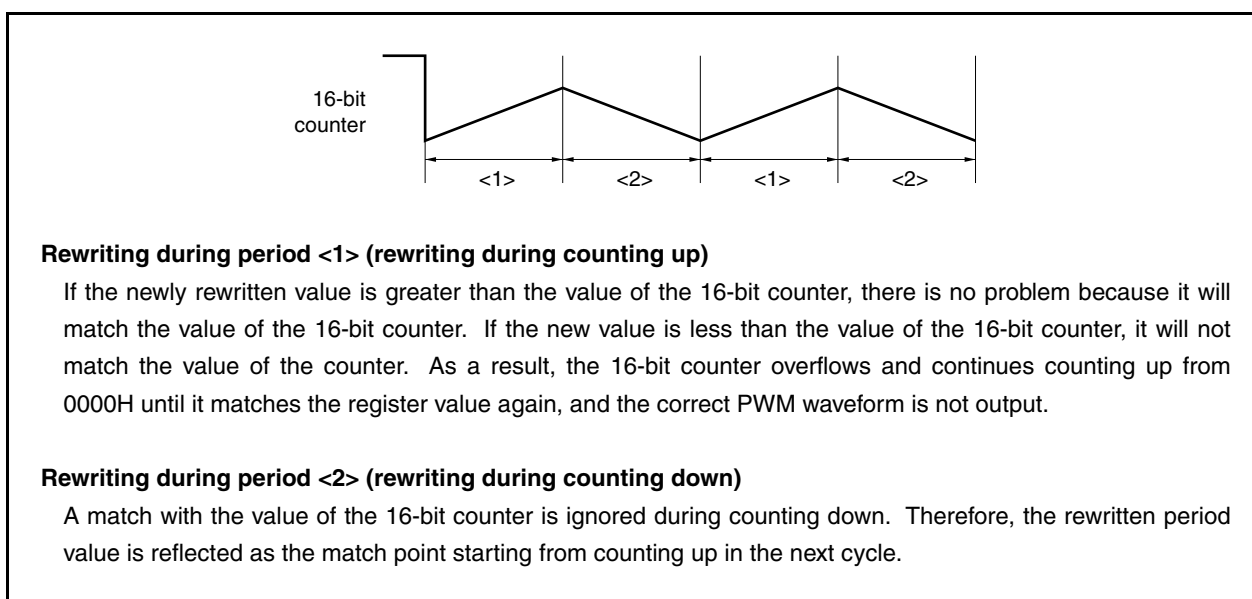 16-bit
counter
<1> <2> <1> <2>
Rewriting during period <1> (rewriting during counting up)
If the newly rewritten value is greater than the value of the 16-bit counter, there is no problem because it will
match the value of the 16-bit counter. If the new value is less than the value of the 16-bit counter, it will not
match the value of the counter. As a result, the 16-bit counter overflows and continues counting up from
0000H until it matches the register value again, and the correct PWM waveform is not output.
Rewriting during period <2> (rewriting during counting down)
A match with the value of the 16-bit counter is ignored during counting down. Therefore, the rewritten period
value is reflected as the match point starting from counting up in the next cycle.